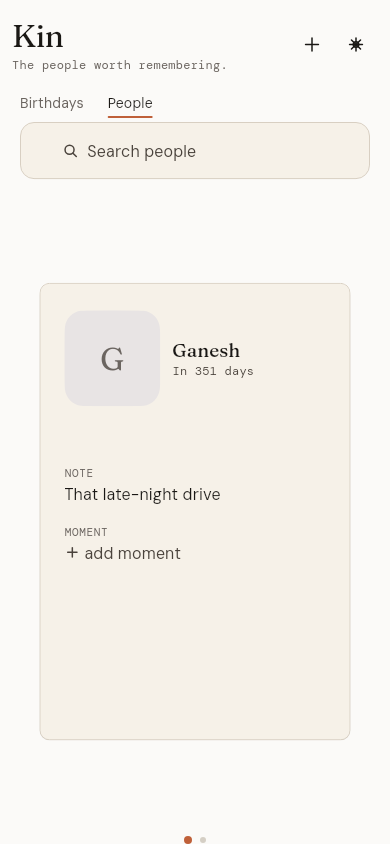 Kin
The people worth remembering.
Birthdays People
Search people
G
Ganesh
In 351 days
NOTE
That late-night drive
MOMENT
+ add moment